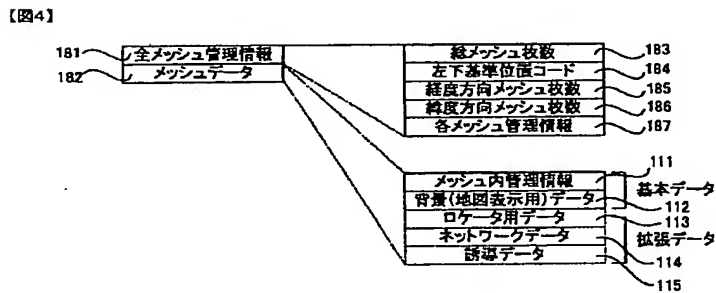 【図4】
181 全メッシュ管理情報
182 メッシュデータ
総メッシュ枚数 183
左下基準位置コード 184
経度方向メッシュ枚数 185
緯度方向メッシュ枚数 186
各メッシュ管理情報 187
メッシュ内管理情報 111
背景(地図表示用)データ 112
基本データ
ロケータ用データ 113
ネットワークデータ 114
拡張データ
誘導データ 115